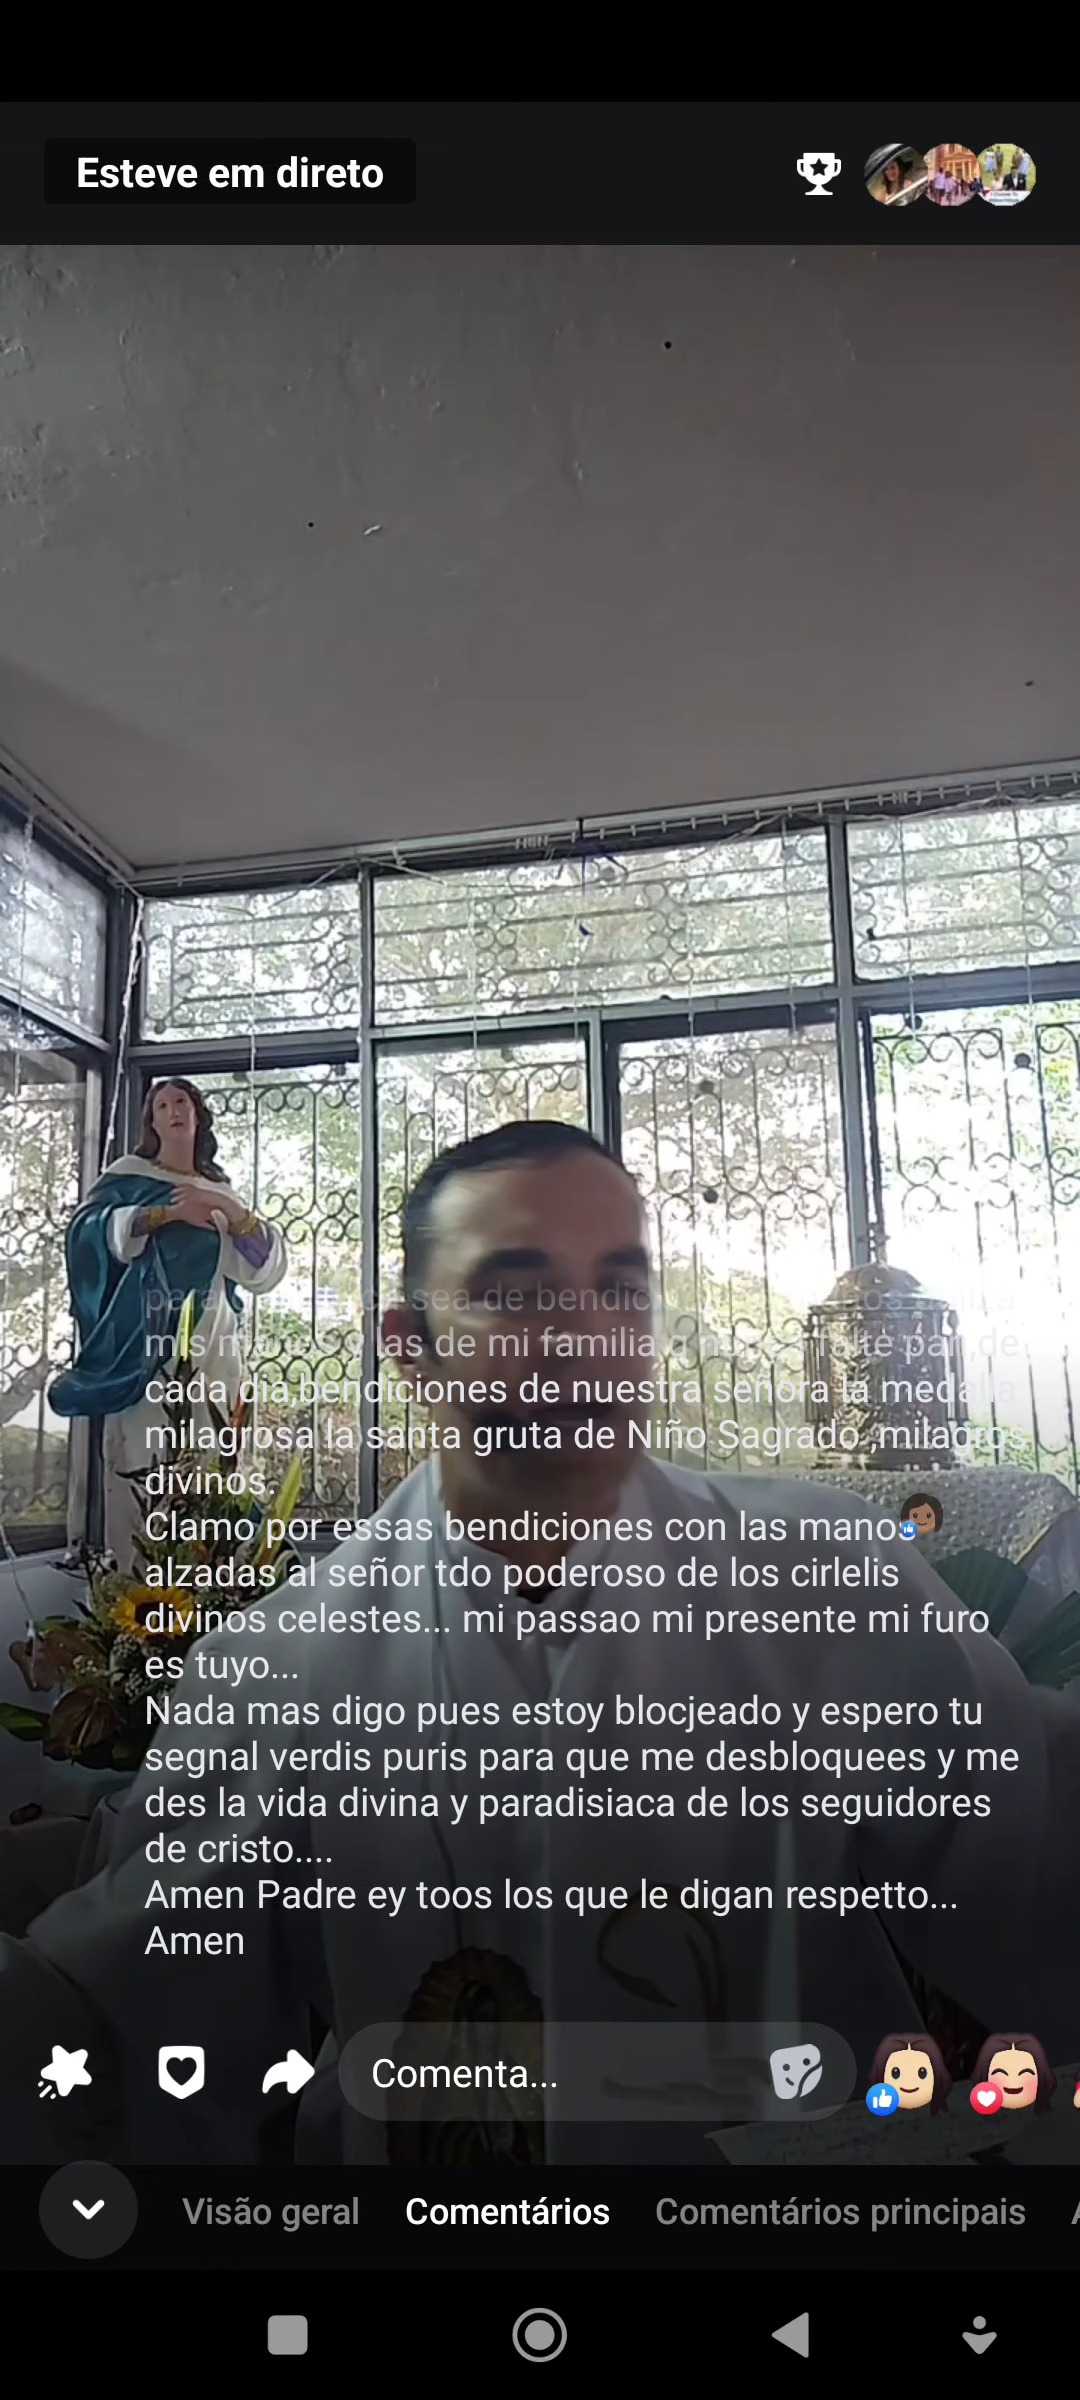 Esteve em direto
sea de bendic
mis manos y las de mi familia q nunca falte pan,de
cada dia,bendiciones de nuestra señora la medalla
milagrosa la santa gruta de Niño Sagrado ,milagros
divinos.
Clamo por essas bendiciones con las manos
alzadas al señor tdo poderoso de los cirlelis
divinos celestes... mi passao mi presente mi furo
es tuyo...
Nada mas digo pues estoy blocjeado y espero tu
segnal verdis puris para que me desbloquees y me
des la vida divina y paradisiaca de los seguidores
de cristo....
Amen Padre ey toos los que le digan respetto...
Amen
Comenta...
Visão geral Comentários Comentários principais